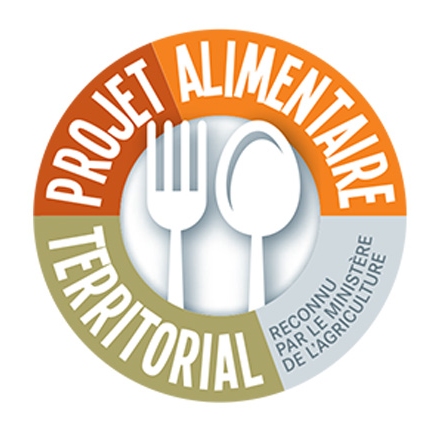 PROJET
ALIMENTAIRE
TERRITORIAL
RECONNU
PAR LE MINISTÈRE
DE L'AGRICULTURE